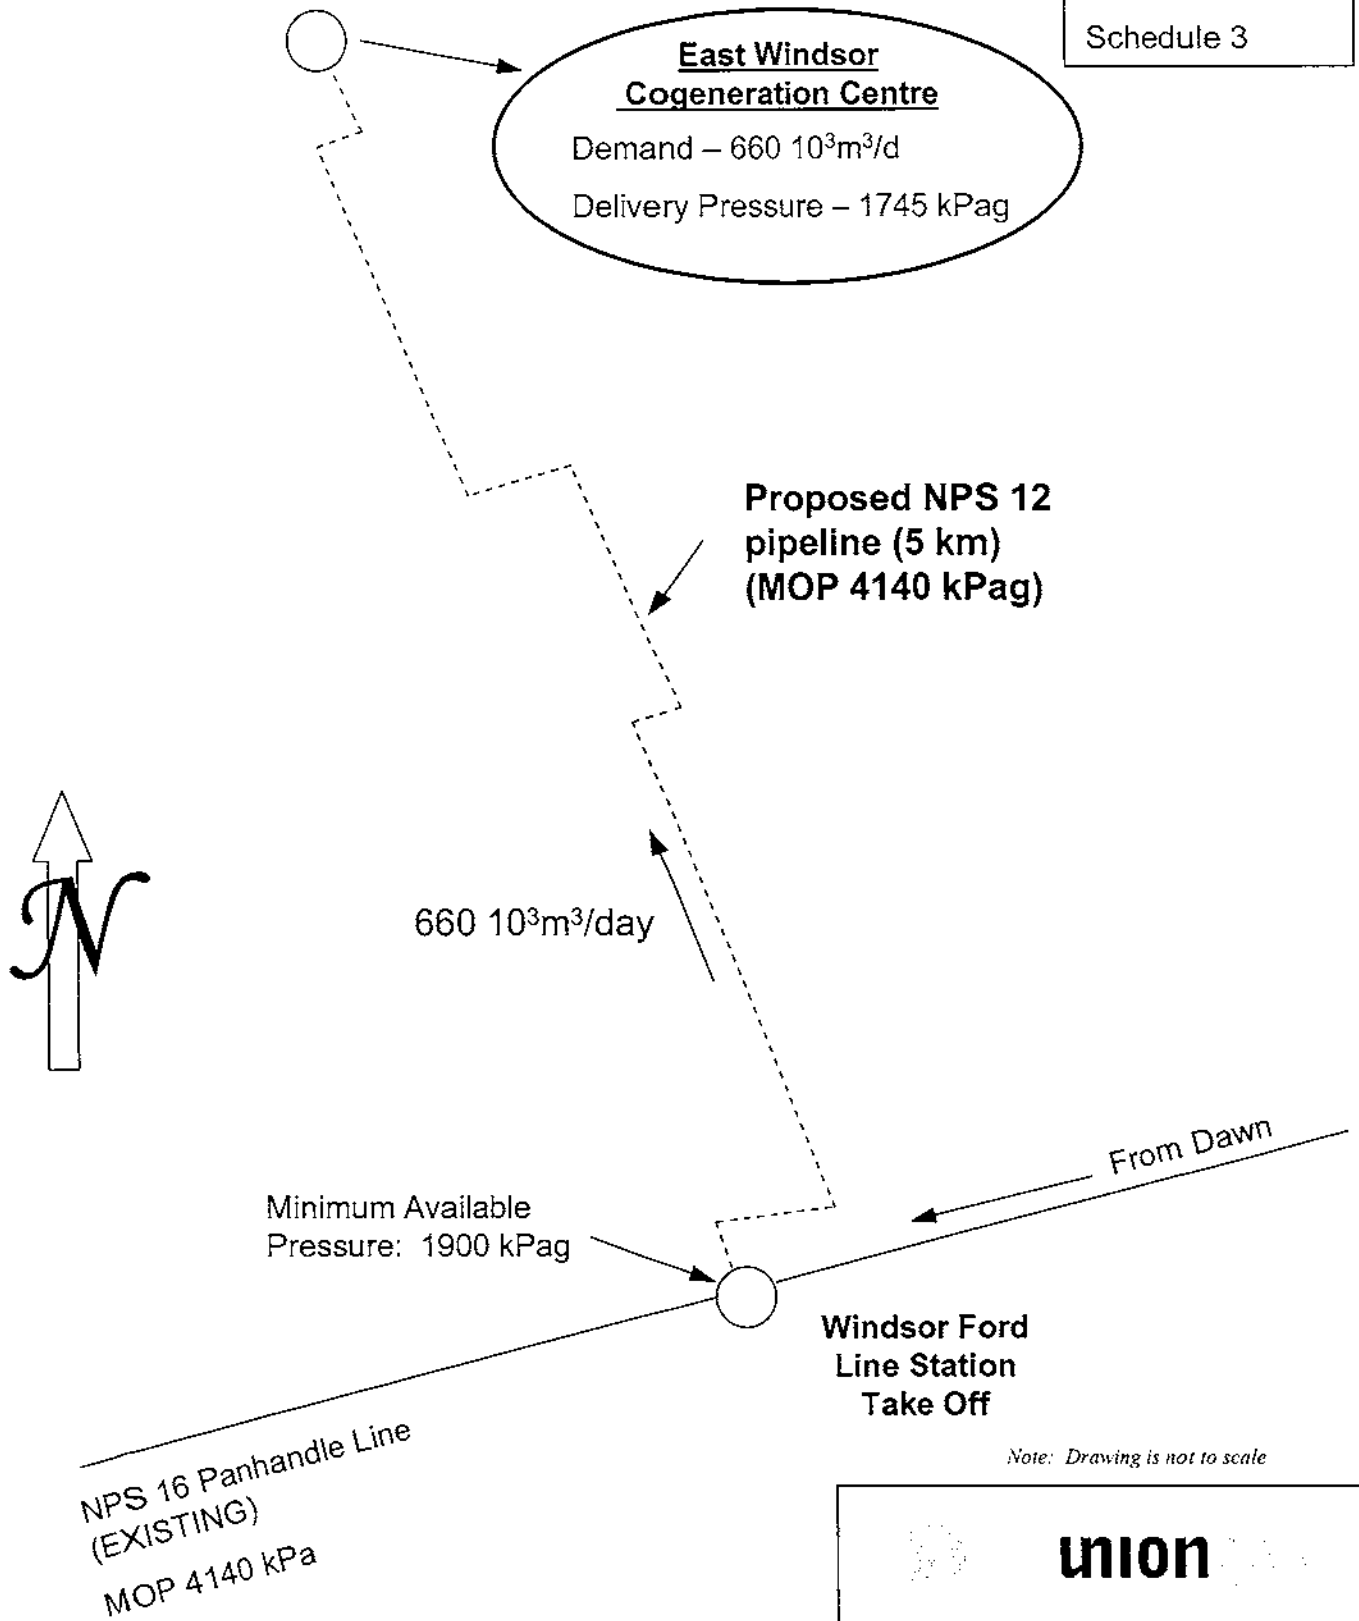 Schedule 3
East Windsor
Cogeneration Centre
Demand – 660 10³m³/d
Delivery Pressure – 1745 kPag
Proposed NPS 12
pipeline (5 km)
(MOP 4140 kPag)
N
660 10³m³/day
From Dawn
Minimum Available
Pressure: 1900 kPag
Windsor Ford
Line Station
Take Off
NPS 16 Panhandle Line
(EXISTING)
MOP 4140 kPa
Note: Drawing is not to scale
union